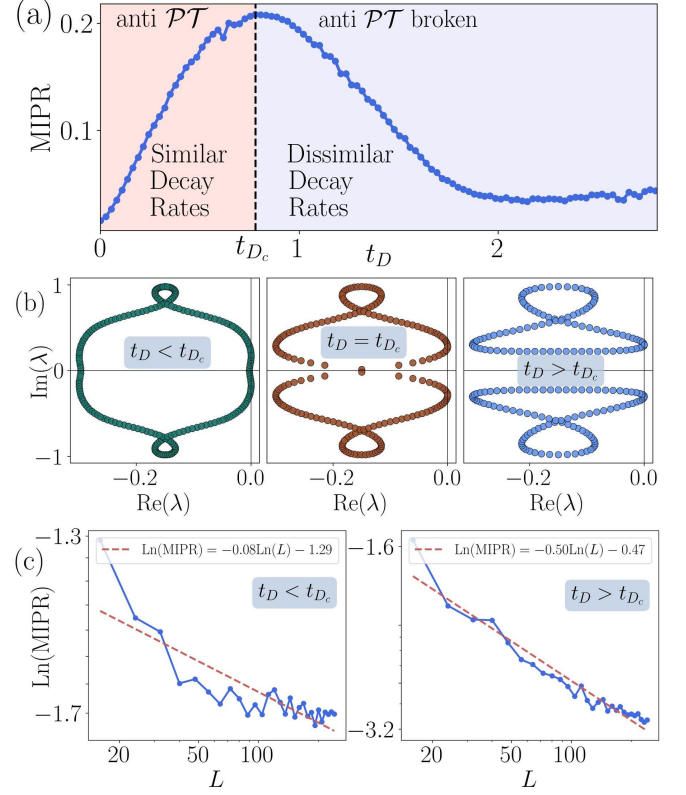 (a)
anti 𝒫𝒯
anti 𝒫𝒯 broken
0.2
0.1
MIPR
Similar
Decay
Rates
Dissimilar
Decay
Rates
0
t_{D_c}
1
t_D
2
(b)
1
0
−1
Im(λ)
t_D < t_{D_c}
t_D = t_{D_c}
t_D > t_{D_c}
−0.2
0.0
−0.2
0.0
−0.2
0.0
Re(λ)
Re(λ)
Re(λ)
(c)
−1.3
−1.7
Ln(MIPR)
Ln(MIPR) = −0.08Ln(L) − 1.29
t_D < t_{D_c}
20
100
L
−1.6
−3.2
Ln(MIPR) = −0.50Ln(L) − 0.47
t_D > t_{D_c}
20
100
L